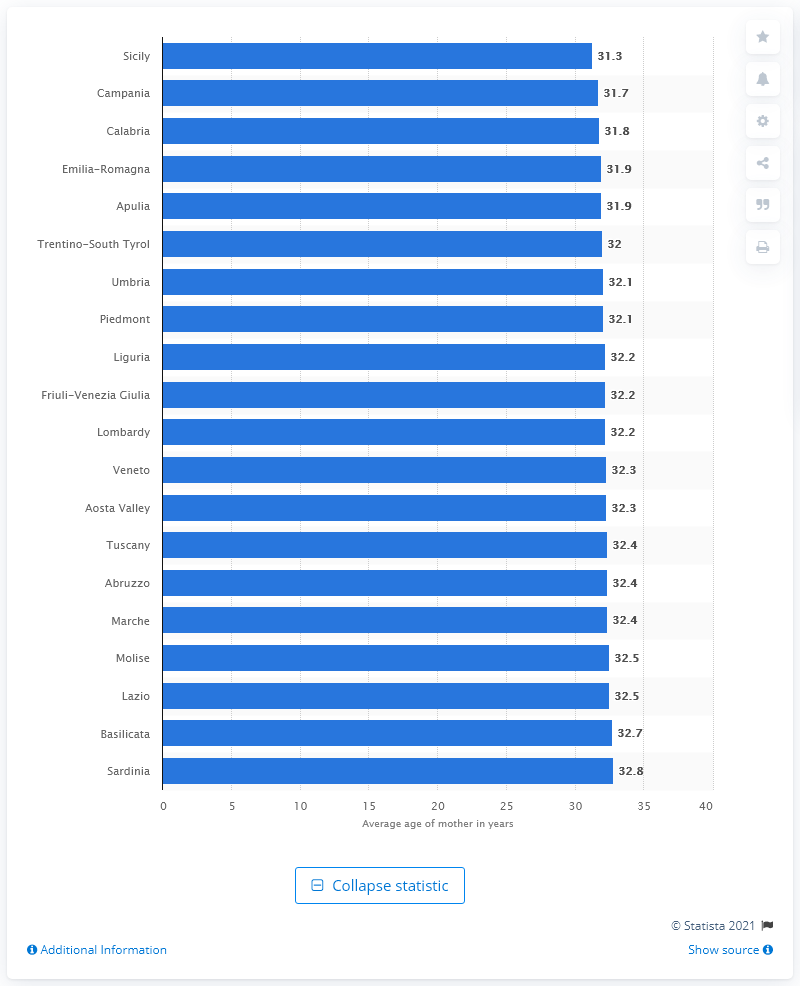 Sicily 31.3
Campania 31.7
Calabria 31.8
Emilia-Romagna 31.9
Apulia 31.9
Trentino-South Tyrol 32
Umbria 32.1
Piedmont 32.1
Liguria 32.2
Friuli-Venezia Giulia 32.2
Lombardy 32.2
Veneto 32.3
Aosta Valley 32.3
Tuscany 32.4
Abruzzo 32.4
Marche 32.4
Molise 32.5
Lazio 32.5
Basilicata 32.7
Sardinia 32.8
0 5 10 15 20 25 30 35 40
Average age of mother in years
Collapse statistic
© Statista 2021
Additional Information Show source